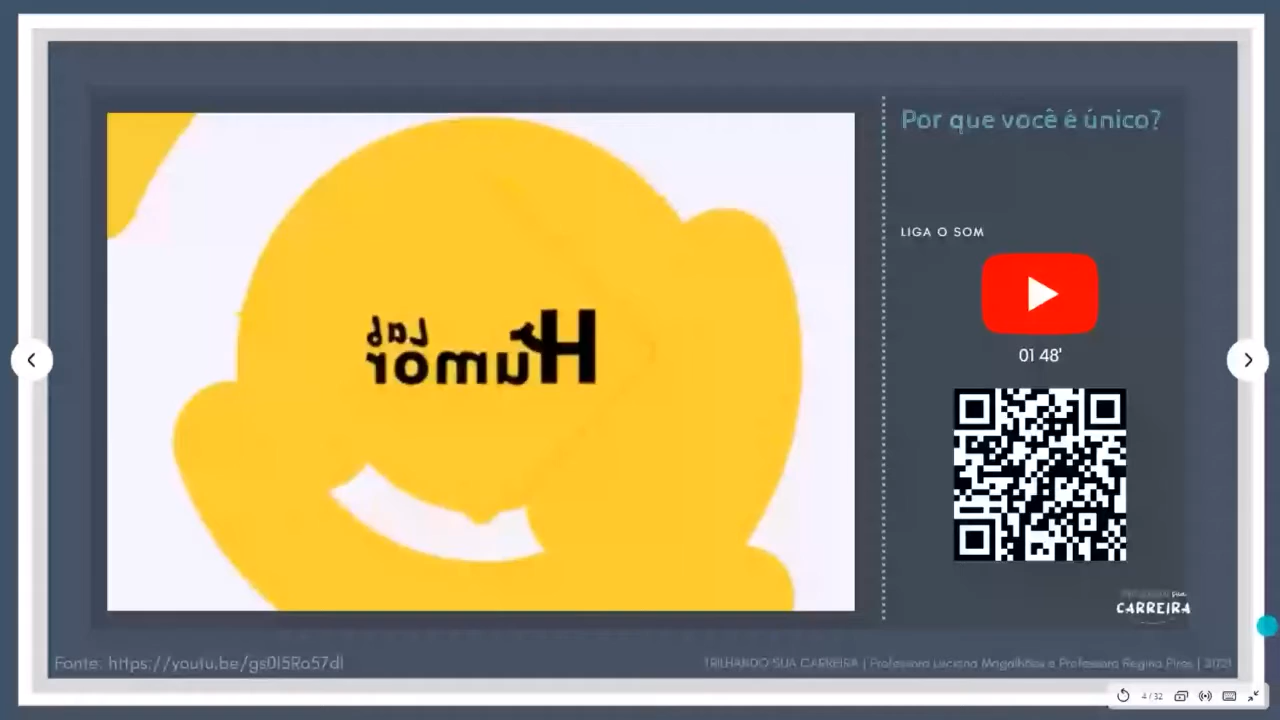 Por que você é único?
Lab
Humor
LIGA O SOM
01 48'
sua
CARREIRA
Fonte: https://youtu.be/gs0I5Ro57dI
TRILHANDO SUA CARREIRA | Professora Luciana Magalhães e Professora Regina Pires | 2021
4 / 32